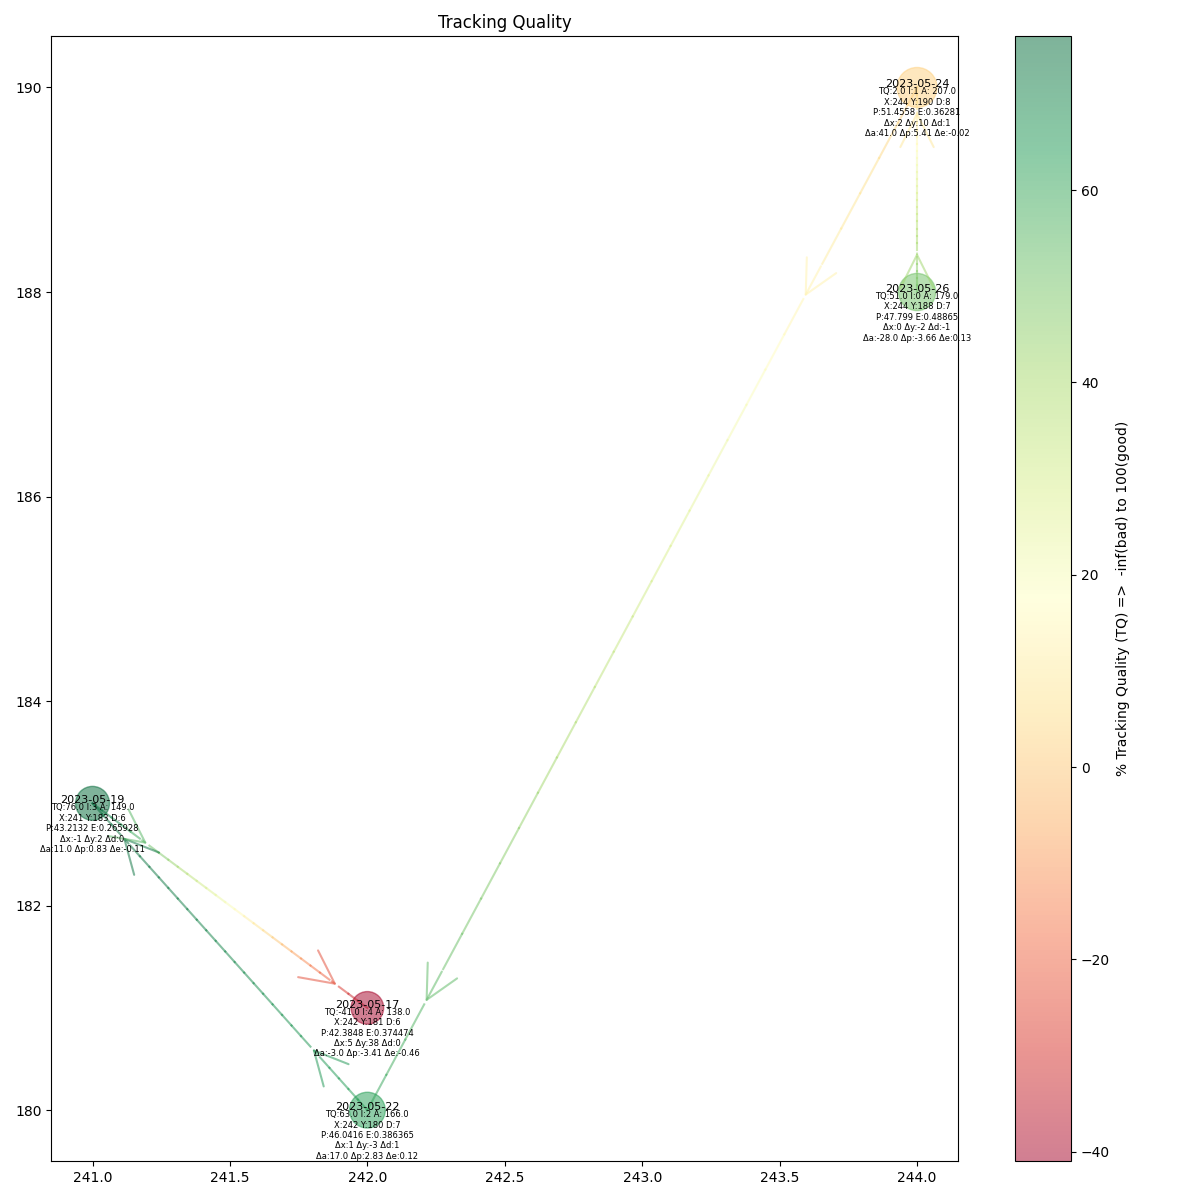 Tracking Quality
190
188
186
184
182
180
241.0
241.5
242.0
242.5
243.0
243.5
244.0
2023-05-24
TQ:2.0 I:1 A: 207.0
X:244 Y:190 D:8
P:51.4558 E:0.36281
Δx:2 Δy:10 Δd:1
Δa:41.0 Δp:5.41 Δe:-0.02
2023-05-26
TQ:51.0 I:0 A: 179.0
X:244 Y:188 D:7
P:47.799 E:0.48865
Δx:0 Δy:-2 Δd:-1
Δa:-28.0 Δp:-3.66 Δe:0.13
2023-05-19
TQ:76.0 I:3 A: 149.0
X:241 Y:183 D:6
P:43.2132 E:0.265928
Δx:-1 Δy:2 Δd:0
Δa:11.0 Δp:0.83 Δe:-0.11
2023-05-17
TQ:-41.0 I:4 A: 138.0
X:242 Y:181 D:6
P:42.3848 E:0.374474
Δx:5 Δy:38 Δd:0
Δa:-3.0 Δp:-3.41 Δe:-0.46
2023-05-22
TQ:63.0 I:2 A: 166.0
X:242 Y:180 D:7
P:46.0416 E:0.386365
Δx:1 Δy:-3 Δd:1
Δa:17.0 Δp:2.83 Δe:0.12
60
40
20
0
−20
−40
% Tracking Quality (TQ) => -inf(bad) to 100(good)